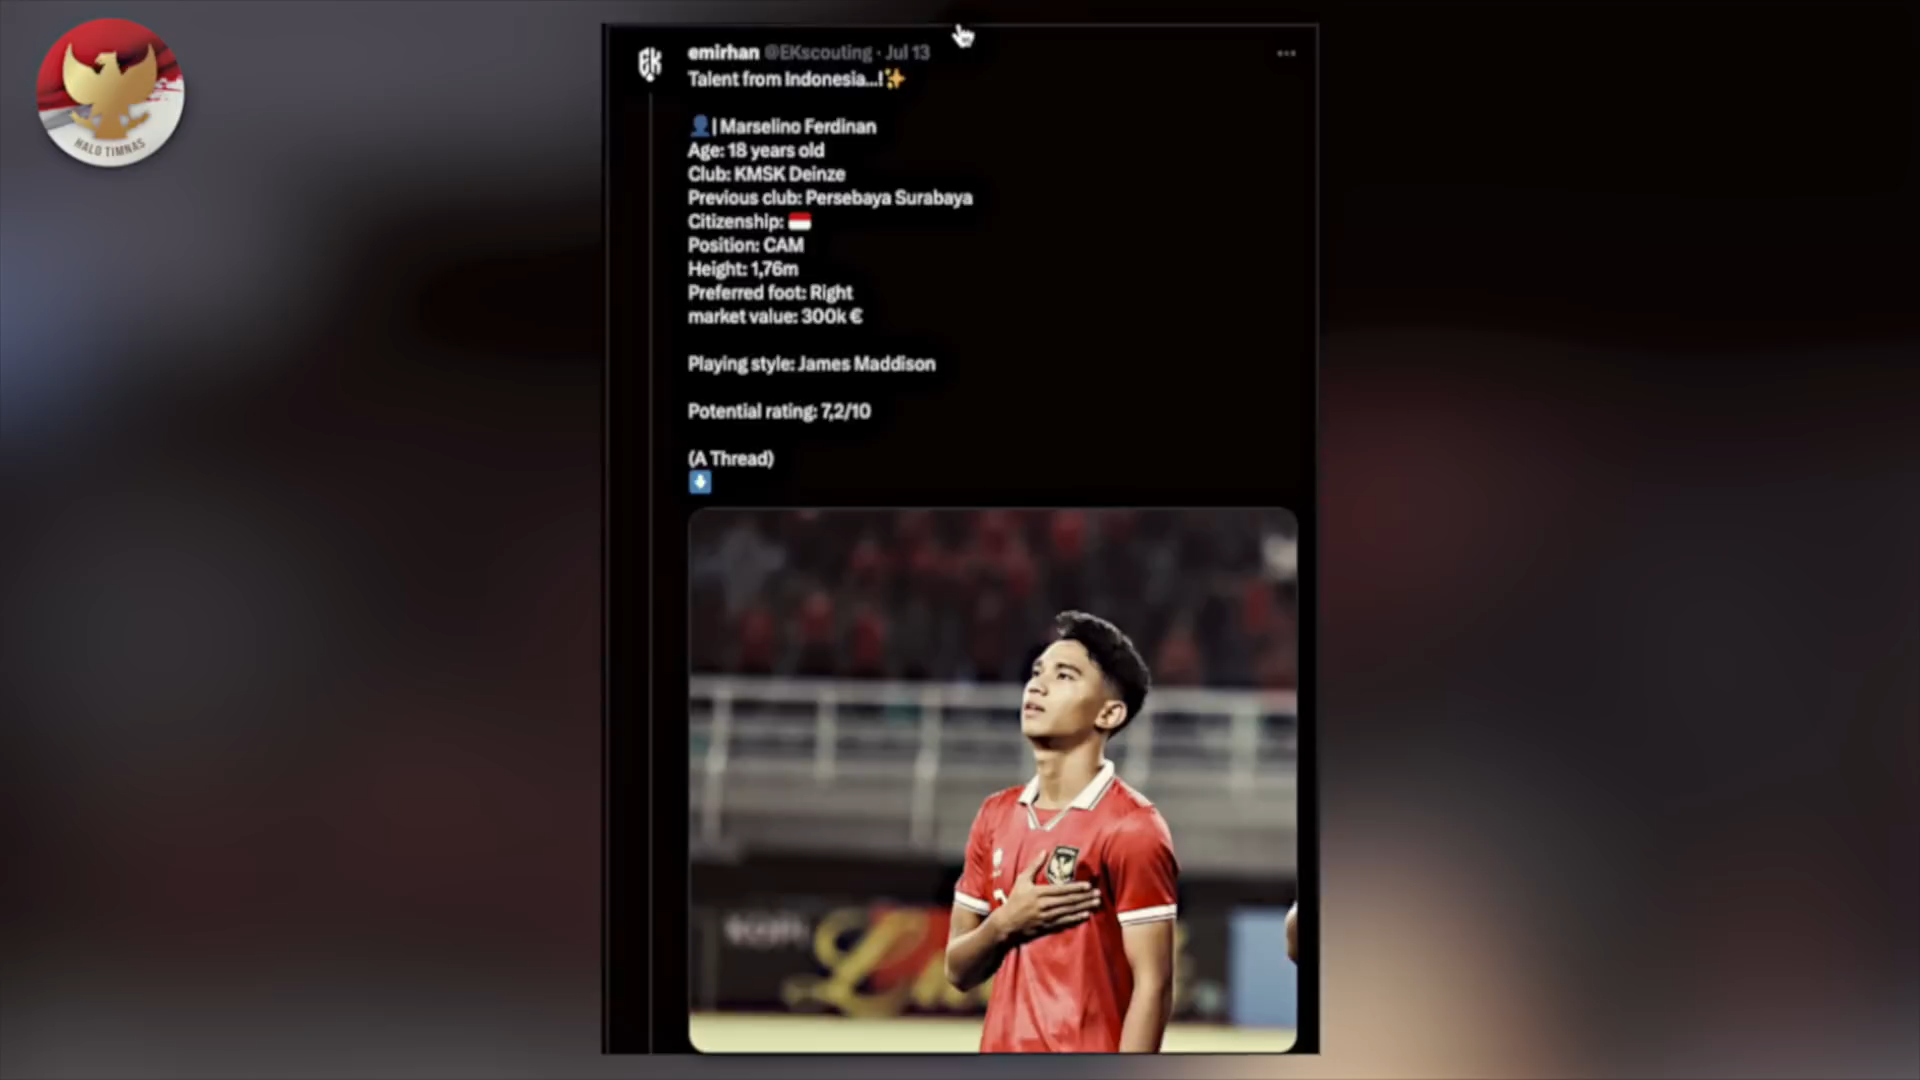 HALO TIMNAS
EK
emirhan @EKscouting · Jul 13
Talent from Indonesia...!✨
👤| Marselino Ferdinan
Age: 18 years old
Club: KMSK Deinze
Previous club: Persebaya Surabaya
Citizenship: 🇮🇩
Position: CAM
Height: 1,76m
Preferred foot: Right
market value: 300k €
Playing style: James Maddison
Potential rating: 7,2/10
(A Thread)
⬇️